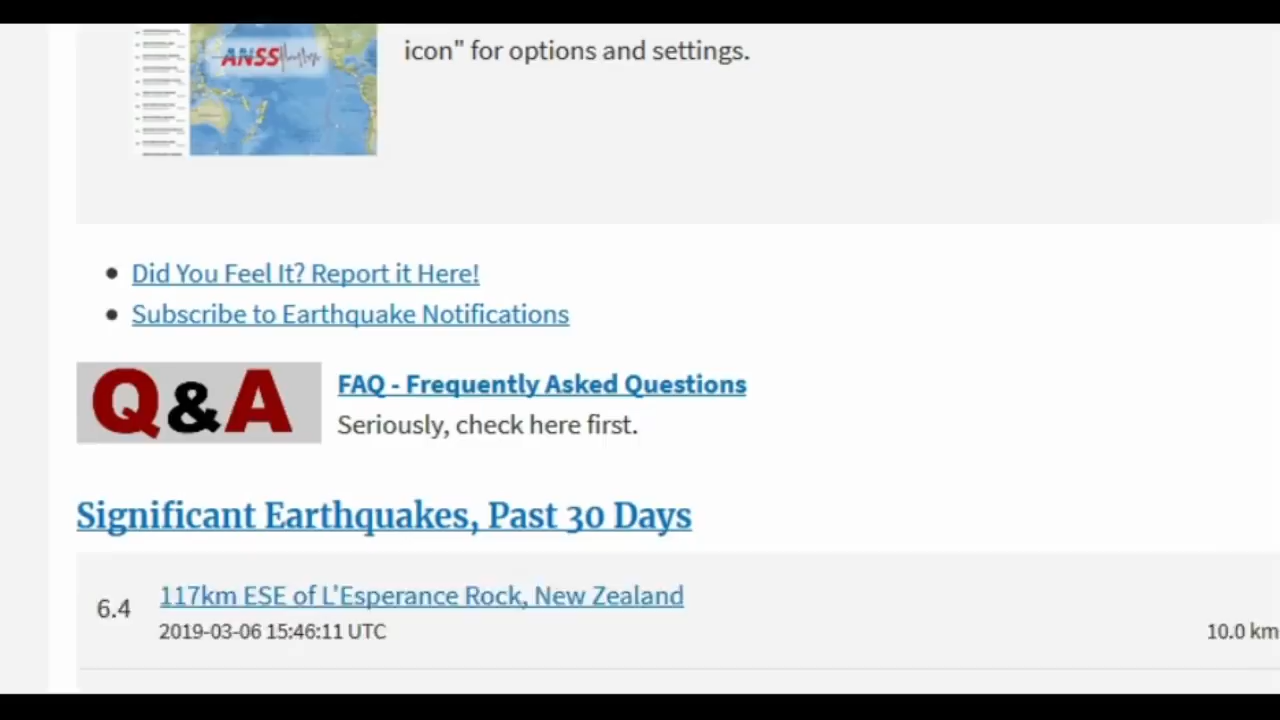 ANSS
icon" for options and settings.
Did You Feel It? Report it Here!
Subscribe to Earthquake Notifications
Q&A
FAQ - Frequently Asked Questions
Seriously, check here first.
Significant Earthquakes, Past 30 Days
6.4
117km ESE of L'Esperance Rock, New Zealand
2019-03-06 15:46:11 UTC
10.0 km